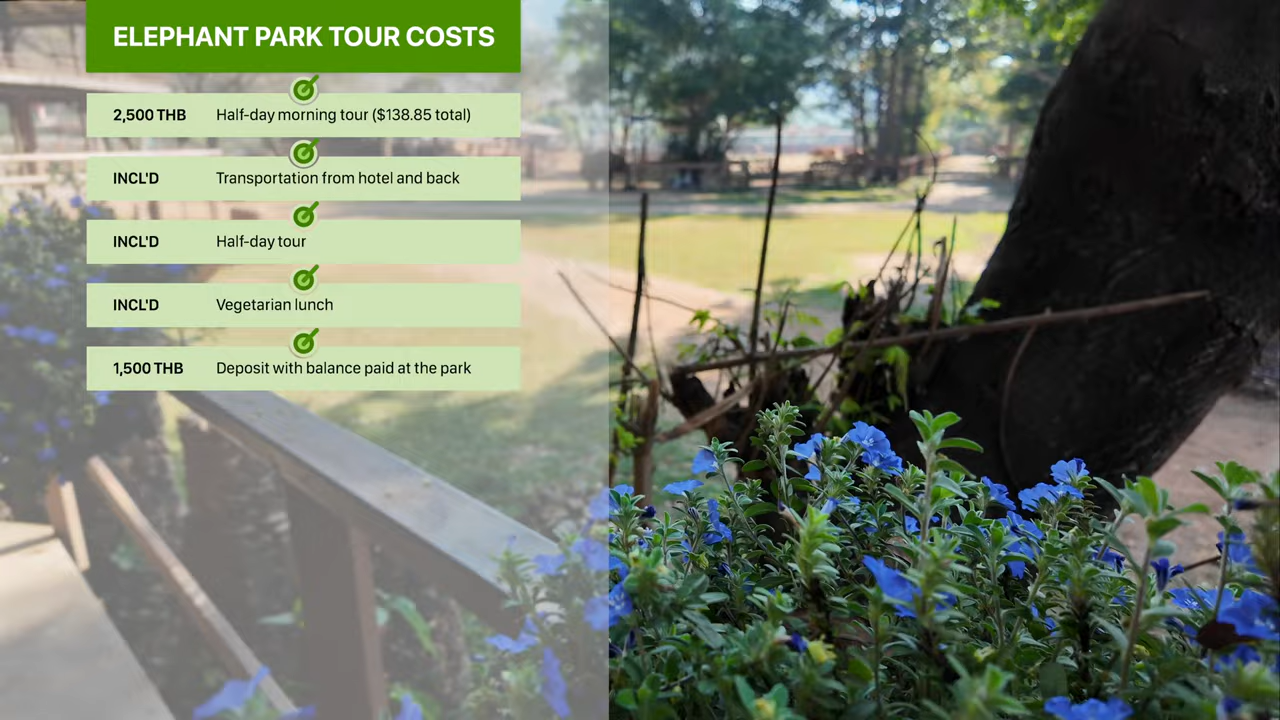 ELEPHANT PARK TOUR COSTS
2,500 THB Half-day morning tour ($138.85 total)
INCL'D Transportation from hotel and back
INCL'D Half-day tour
INCL'D Vegetarian lunch
1,500 THB Deposit with balance paid at the park